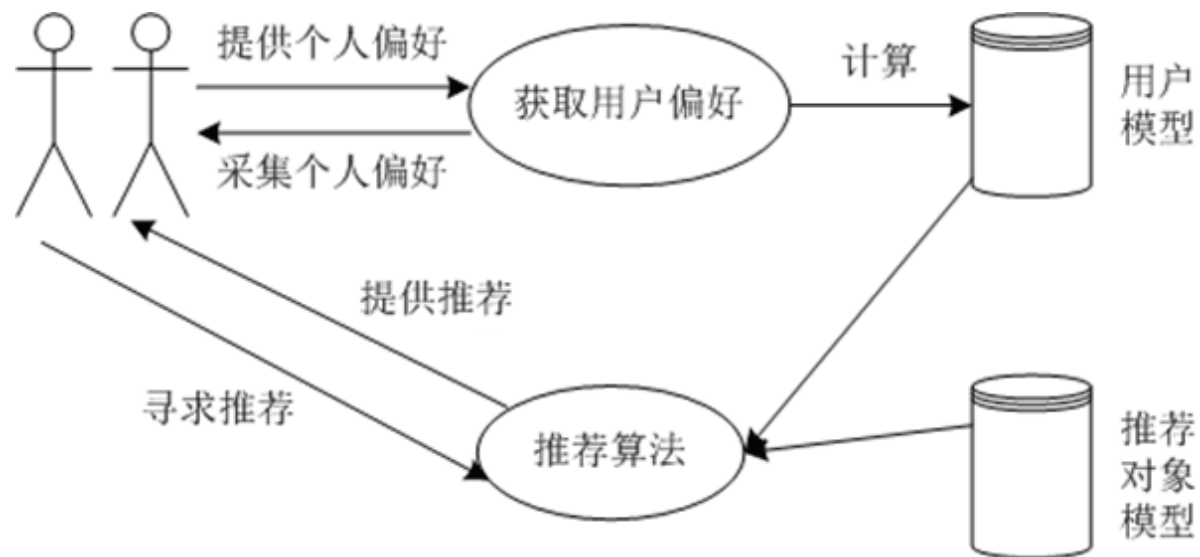 提供个人偏好
采集个人偏好
获取用户偏好
计算
用户
模型
提供推荐
寻求推荐
推荐算法
推荐
对象
模型